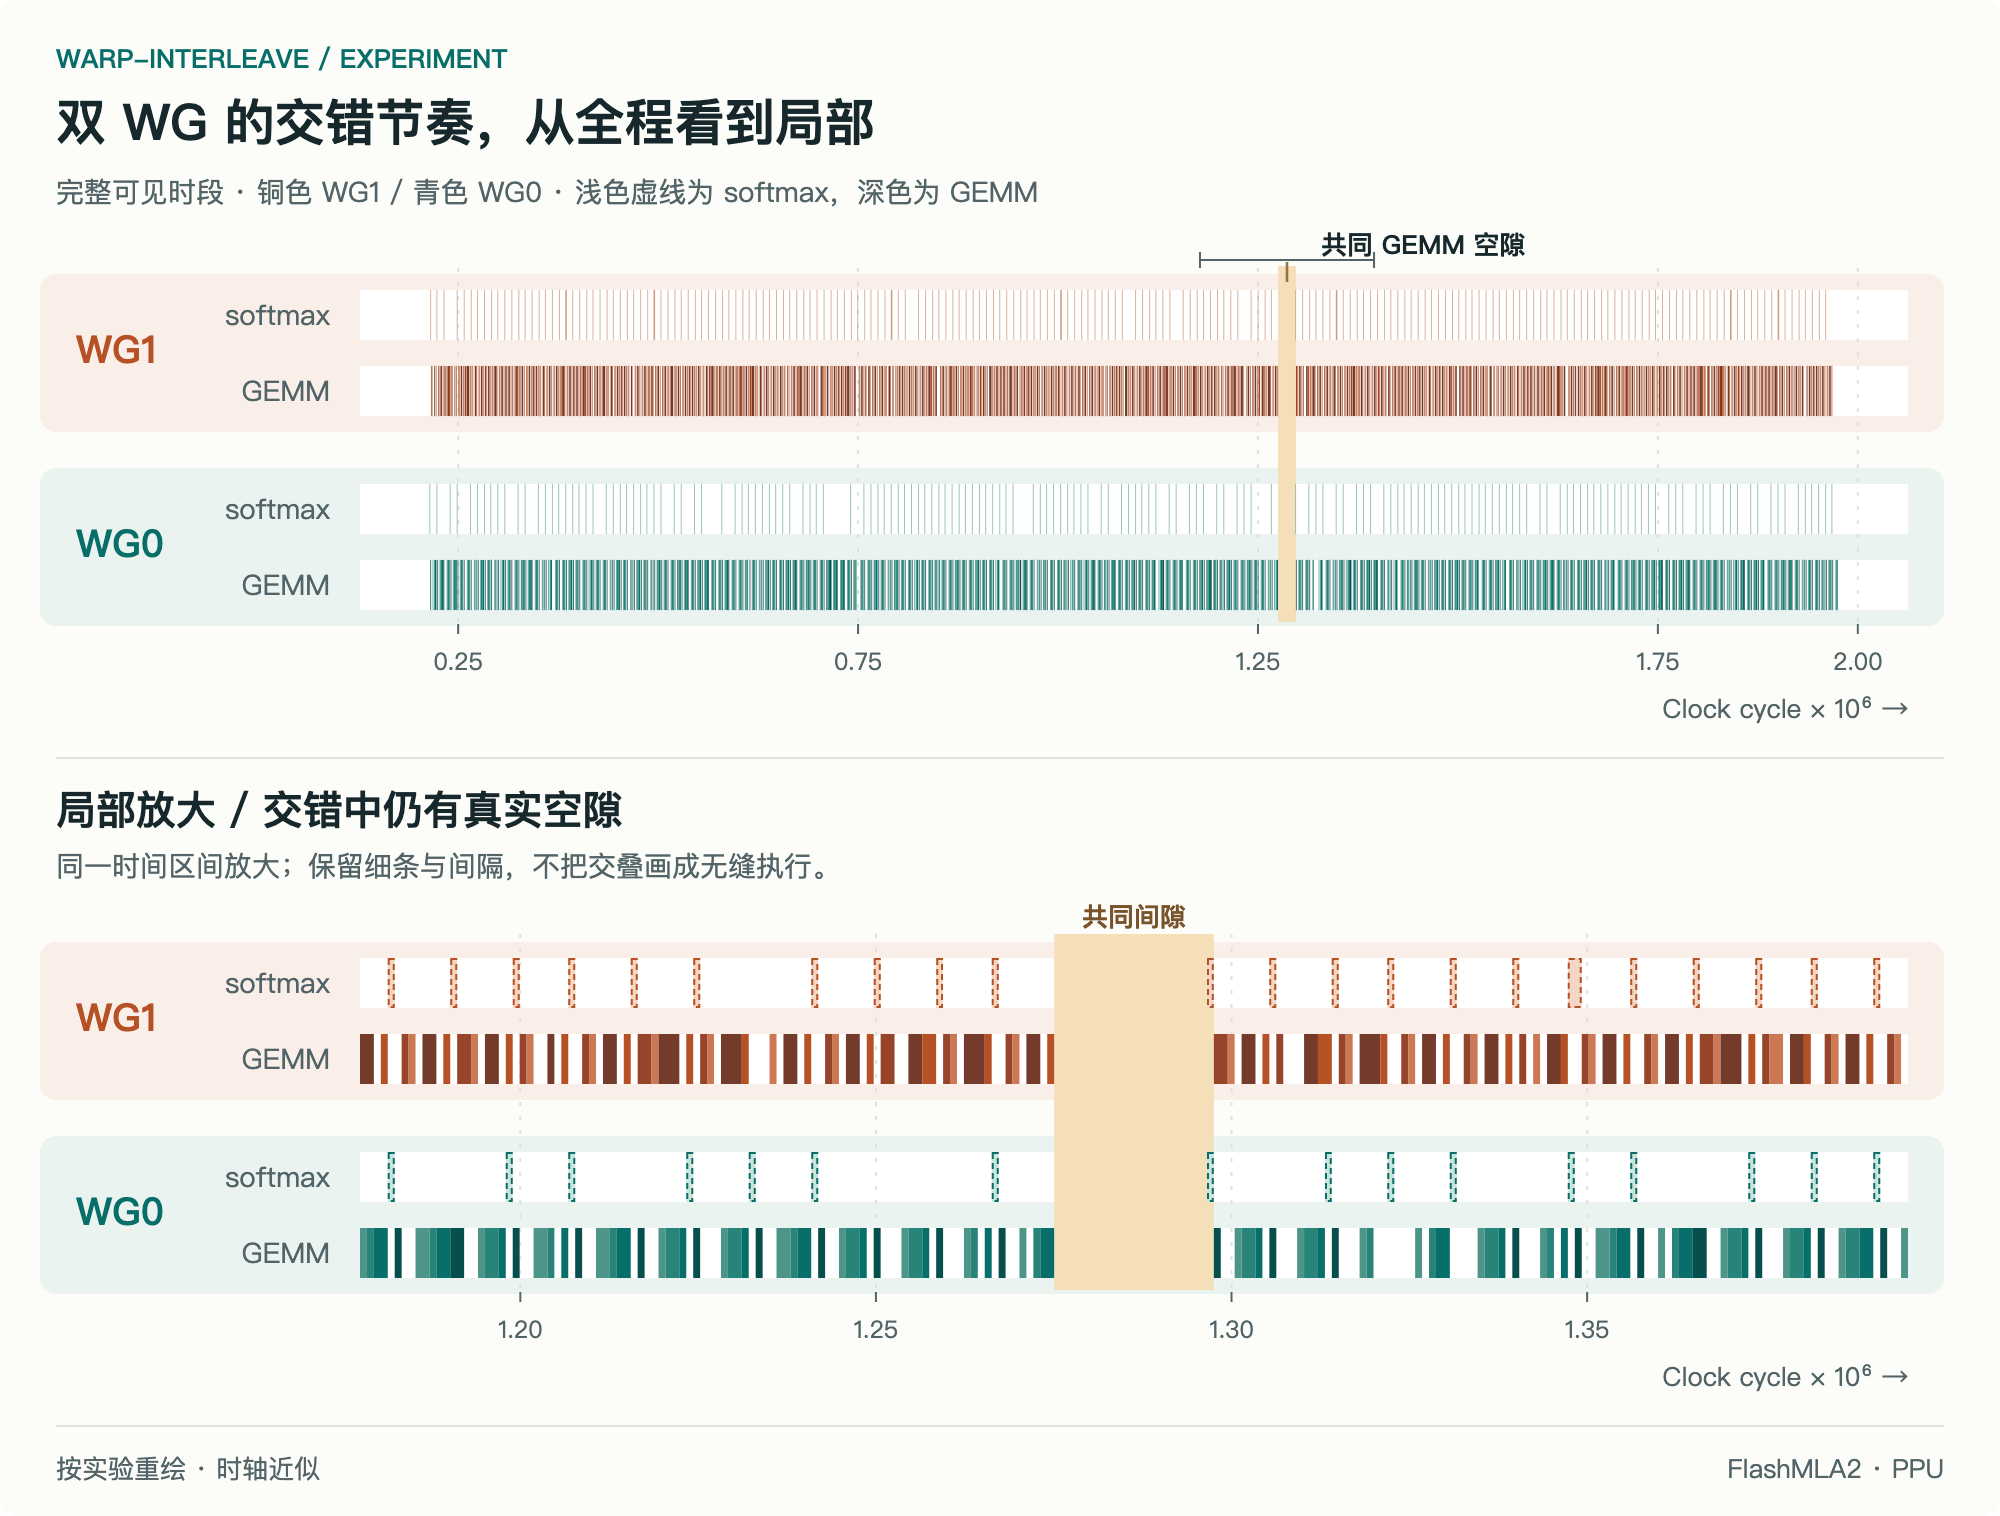 WARP-INTERLEAVE / EXPERIMENT
双 WG 的交错节奏，从全程看到局部
完整可见时段 · 铜色 WG1 / 青色 WG0 · 浅色虚线为 softmax，深色为 GEMM
共同 GEMM 空隙
WG1
softmax
GEMM
WG0
softmax
GEMM
0.25 0.75 1.25 1.75 2.00
Clock cycle × 10⁶ →
局部放大 / 交错中仍有真实空隙
同一时间区间放大；保留细条与间隔，不把交叠画成无缝执行。
共同间隙
WG1
softmax
GEMM
WG0
softmax
GEMM
1.20 1.25 1.30 1.35
Clock cycle × 10⁶ →
按实验重绘 · 时轴近似
FlashMLA2 · PPU